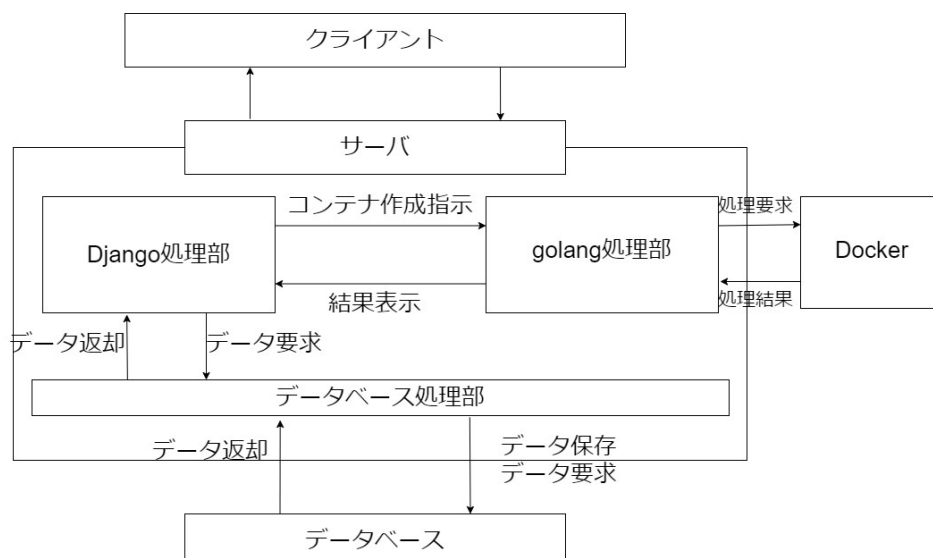 クライアント
サーバ
コンテナ作成指示
処理要求
Django処理部
golang処理部
Docker
結果表示
処理結果
データ返却
データ要求
データベース処理部
データ返却
データ保存
データ要求
データベース